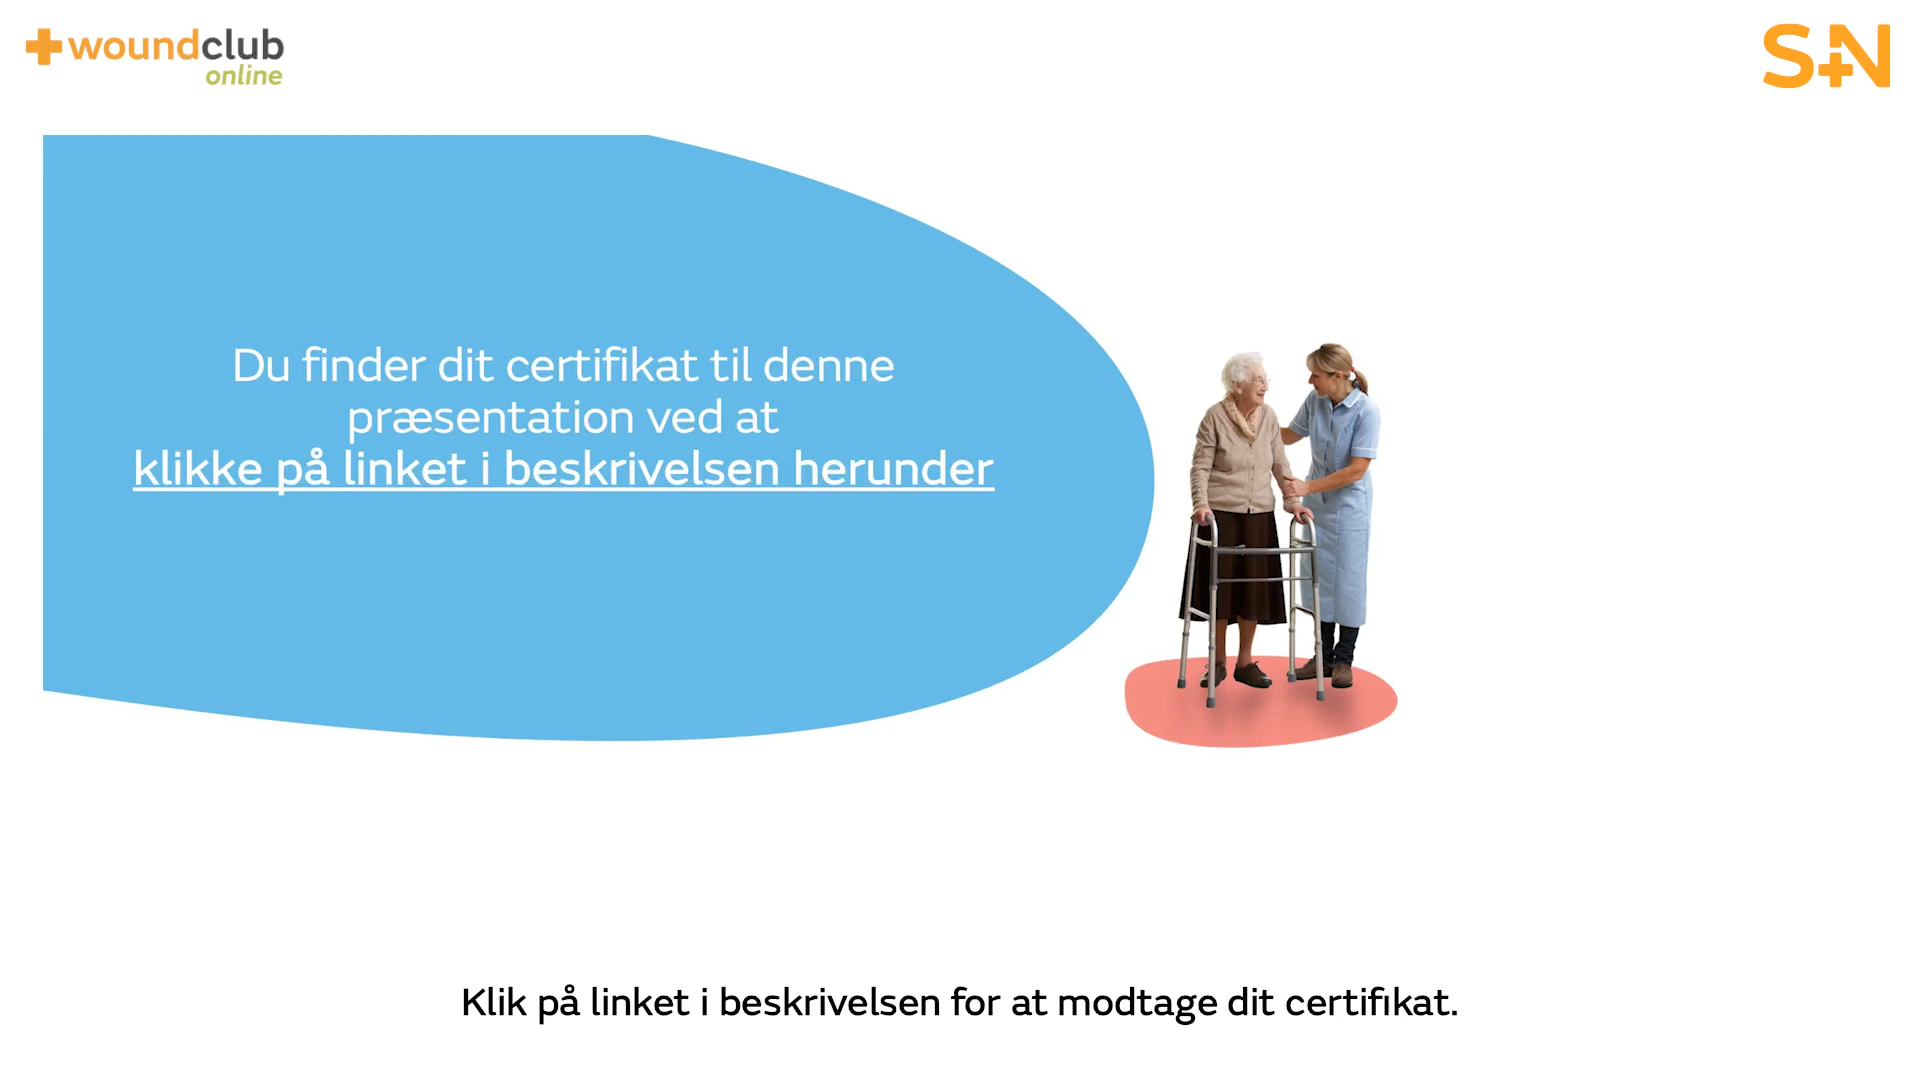 woundclub
online
S+N
Du finder dit certifikat til denne
præsentation ved at
klikke på linket i beskrivelsen herunder
Klik på linket i beskrivelsen for at modtage dit certifikat.